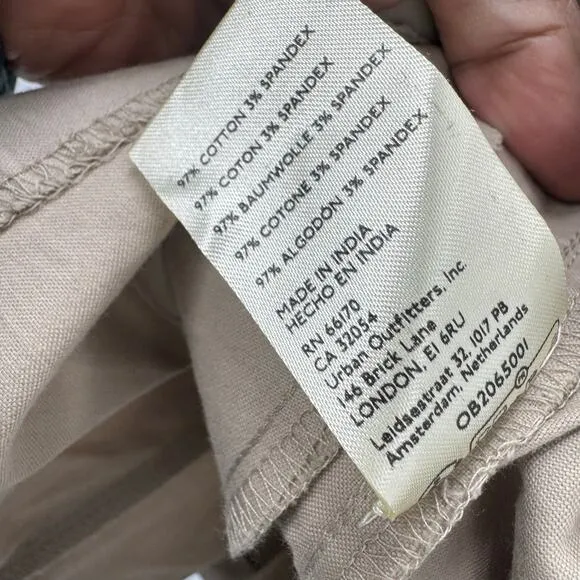 97% COTTON 3% SPANDEX
97% COTON 3% SPANDEX
97% BAUMWOLLE 3% SPANDEX
97% COTONE 3% SPANDEX
97% ALGODÓN 3% SPANDEX
MADE IN INDIA
HECHO EN INDIA
RN 66170
CA 32054
Urban Outfitters, Inc.
146 Brick Lane
LONDON, E1 6RU
Leidsestraat 32, 1017 PB
Amsterdam, Netherlands
OB2065001